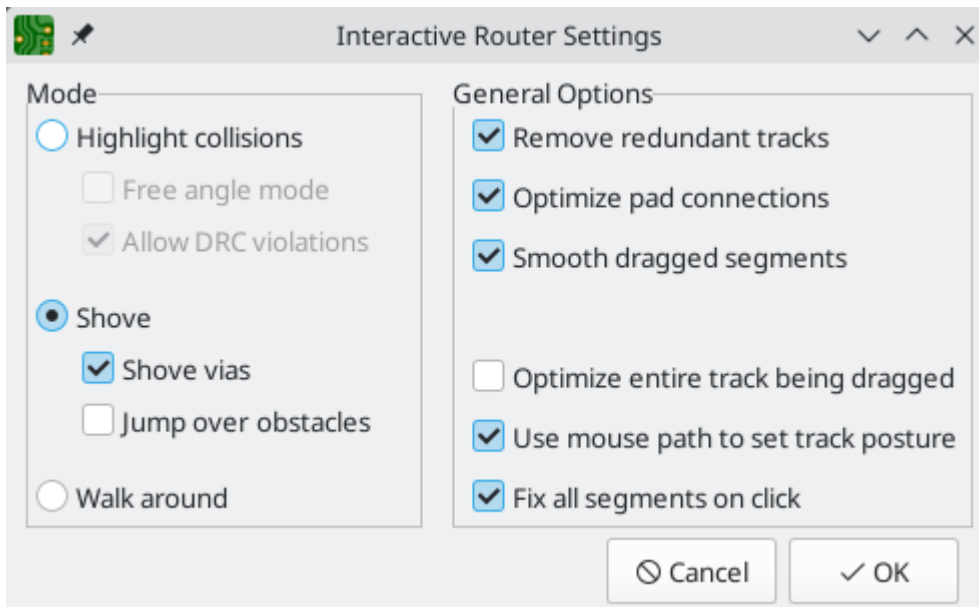 Interactive Router Settings
Mode
Highlight collisions
Free angle mode
Allow DRC violations
Shove
Shove vias
Jump over obstacles
Walk around
General Options
Remove redundant tracks
Optimize pad connections
Smooth dragged segments
Optimize entire track being dragged
Use mouse path to set track posture
Fix all segments on click
Cancel
OK